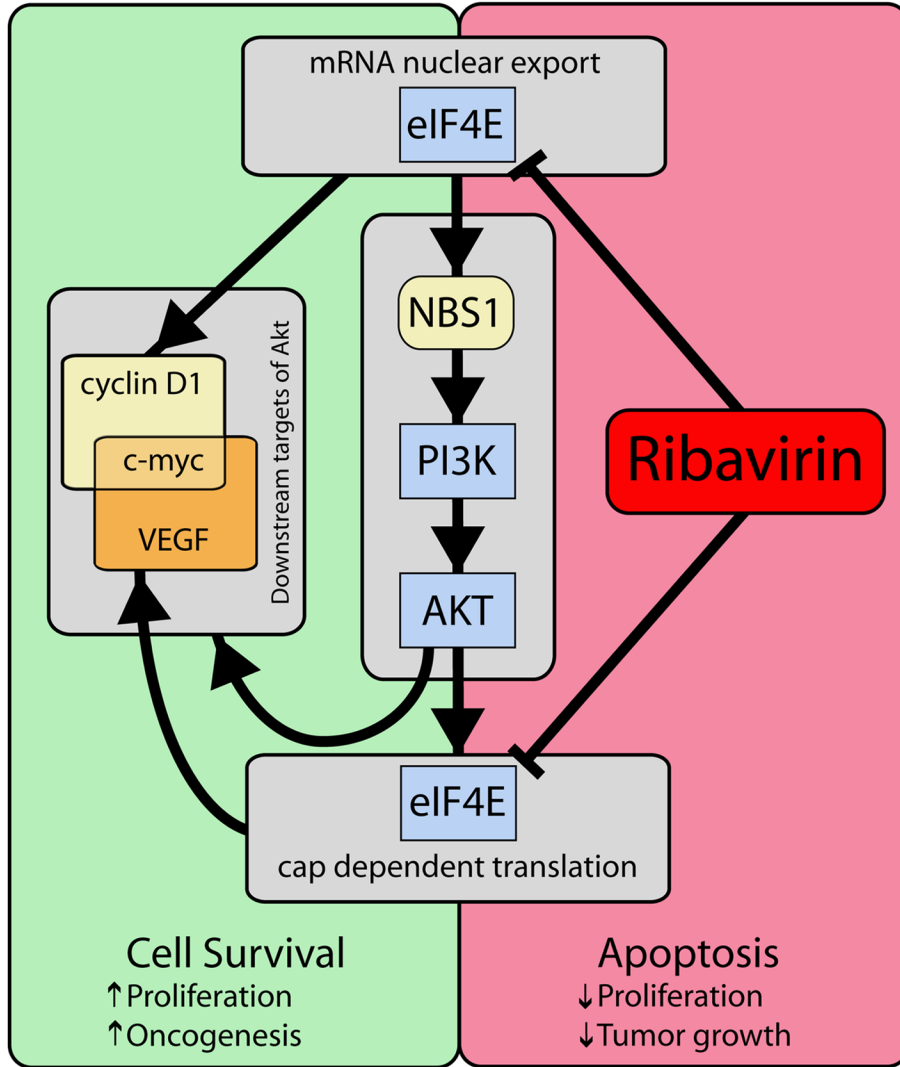 mRNA nuclear export
eIF4E
NBS1
cyclin D1
c-myc
VEGF
Downstream targets of Akt
PI3K
AKT
Ribavirin
eIF4E
cap dependent translation
Cell Survival
↑Proliferation
↑Oncogenesis
Apoptosis
↓Proliferation
↓Tumor growth